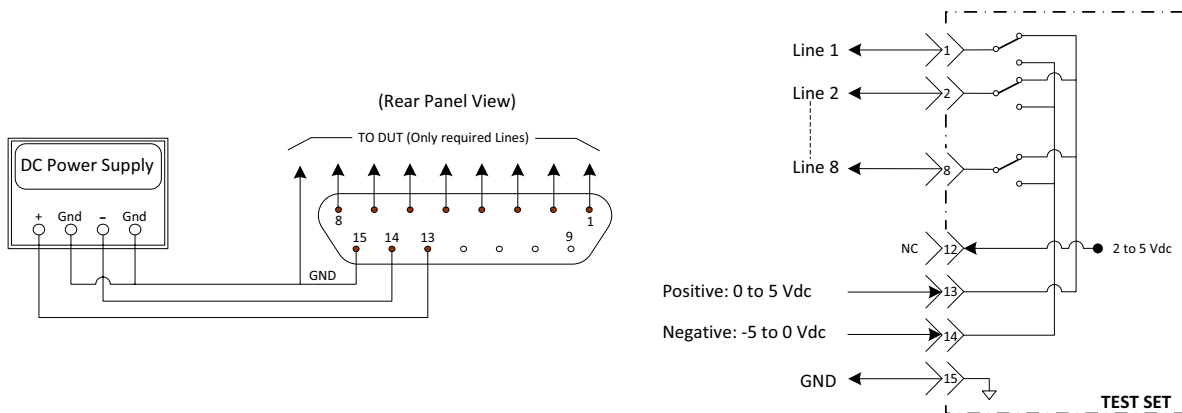 (Rear Panel View)
TO DUT (Only required Lines)
DC Power Supply
+ Gnd − Gnd
8 1
15 14 13 9
GND
Line 1 1
Line 2 2
Line 8 8
NC 12 2 to 5 Vdc
Positive: 0 to 5 Vdc 13
Negative: -5 to 0 Vdc 14
GND 15
TEST SET